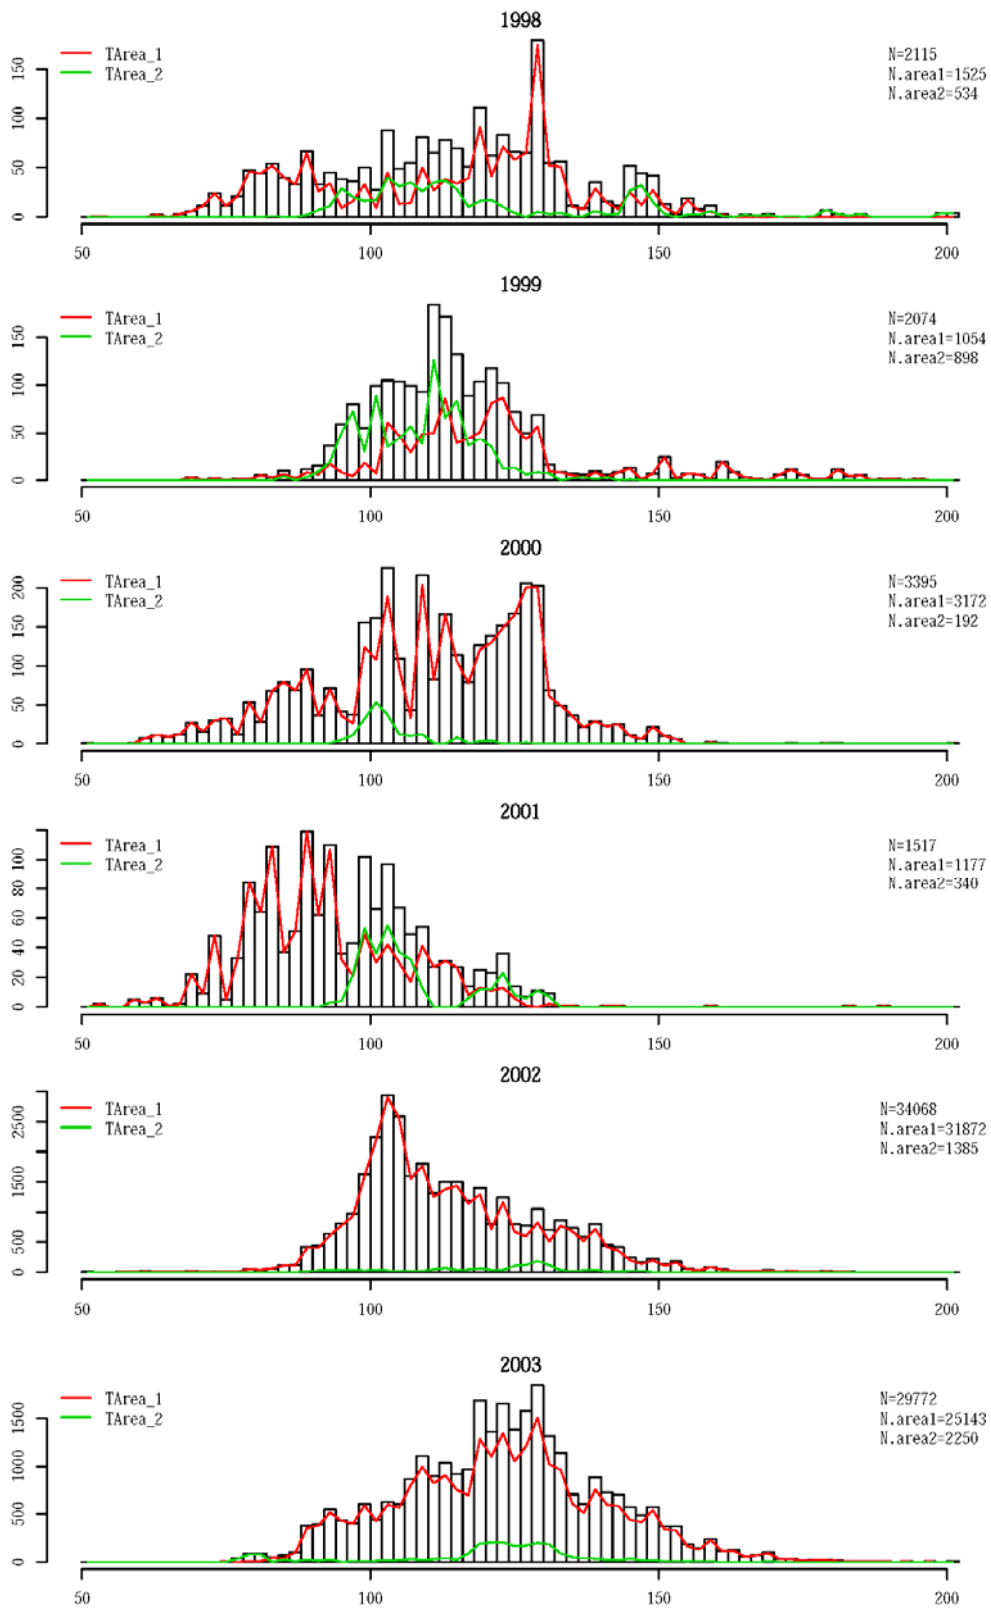 1998
TArea_1
TArea_2
N=2115
N.area1=1525
N.area2=534
150
100
50
0
50 100 150 200
1999
TArea_1
TArea_2
N=2074
N.area1=1054
N.area2=898
150
100
50
0
50 100 150 200
2000
TArea_1
TArea_2
N=3395
N.area1=3172
N.area2=192
200
150
100
50
0
50 100 150 200
2001
TArea_1
TArea_2
N=1517
N.area1=1177
N.area2=340
100
80
60
40
20
0
50 100 150 200
2002
TArea_1
TArea_2
N=34068
N.area1=31872
N.area2=1385
2500
1500
500
0
50 100 150 200
2003
TArea_1
TArea_2
N=29772
N.area1=25143
N.area2=2250
1500
1000
500
0
50 100 150 200